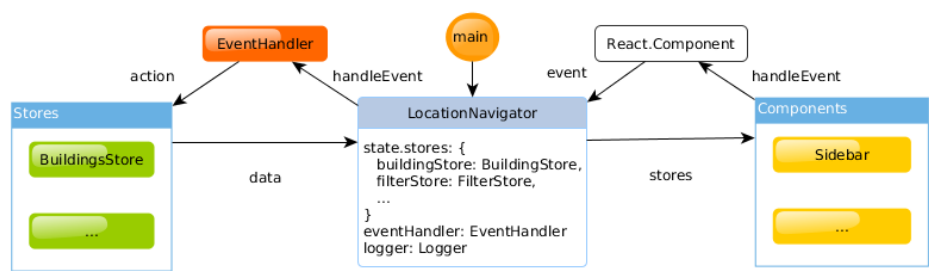 EventHandler
main
React.Component
action
handleEvent
event
handleEvent
Stores
LocationNavigator
Components
BuildingsStore
state.stores: {
buildingStore: BuildingStore,
filterStore: FilterStore,
...
}
eventHandler: EventHandler
logger: Logger
Sidebar
data
stores
...
...